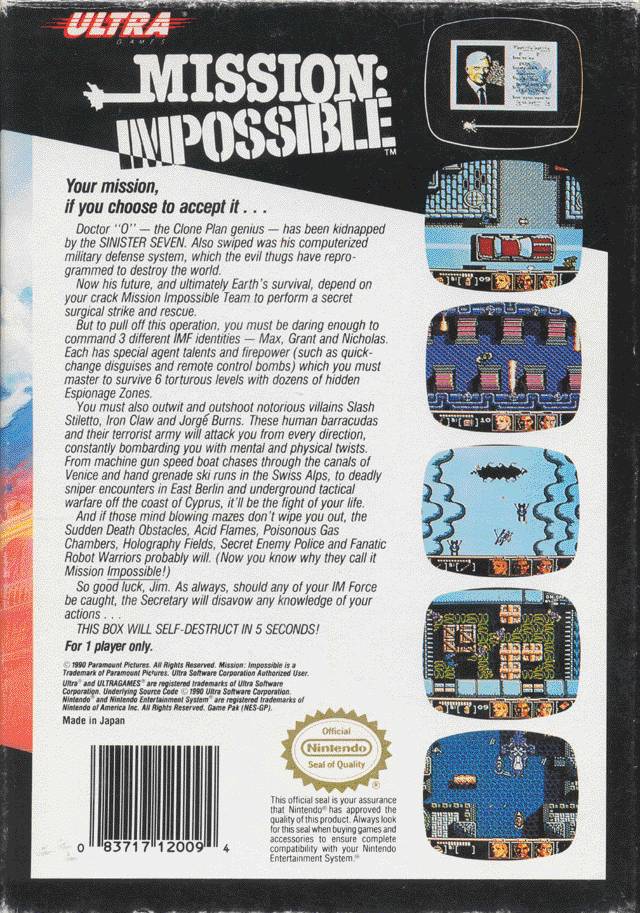 ULTRA®
GAMES
MISSION:
IMPOSSIBLE™
Your mission,
if you choose to accept it . . .
Doctor "O" — the Clone Plan genius — has been kidnapped
by the SINISTER SEVEN. Also swiped was his computerized
military defense system, which the evil thugs have repro-
grammed to destroy the world.
Now his future, and ultimately Earth's survival, depend on
your crack Mission Impossible Team to perform a secret
surgical strike and rescue.
But to pull off this operation, you must be daring enough to
command 3 different IMF identities — Max, Grant and Nicholas.
Each has special agent talents and firepower (such as quick-
change disguises and remote control bombs) which you must
master to survive 6 torturous levels with dozens of hidden
Espionage Zones.
You must also outwit and outshoot notorious villains Slash
Stiletto, Iron Claw and Jorgé Burns. These human barracudas
and their terrorist army will attack you from every direction,
constantly bombarding you with mental and physical twists.
From machine gun speed boat chases through the canals of
Venice and hand grenade ski runs in the Swiss Alps, to deadly
sniper encounters in East Berlin and underground tactical
warfare off the coast of Cyprus, it'll be the fight of your life.
And if those mind blowing mazes don't wipe you out, the
Sudden Death Obstacles, Acid Flames, Poisonous Gas
Chambers, Holography Fields, Secret Enemy Police and Fanatic
Robot Warriors probably will. (Now you know why they call it
Mission Impossible!)
So good luck, Jim. As always, should any of your IM Force
be caught, the Secretary will disavow any knowledge of your
actions . . .
THIS BOX WILL SELF-DESTRUCT IN 5 SECONDS!
For 1 player only.
© 1990 Paramount Pictures. All Rights Reserved. Mission: Impossible is a
Trademark of Paramount Pictures. Ultra Software Corporation Authorized User.
Ultra® and ULTRAGAMES® are registered trademarks of Ultra Software
Corporation. Underlying Source Code © 1990 Ultra Software Corporation.
Nintendo® and Nintendo Entertainment System® are registered trademarks of
Nintendo of America Inc. All Rights Reserved. Game Pak (NES-GP).
Made in Japan
0 83717 12009 4
Official
Nintendo
Seal of Quality
®
This official seal is your assurance
that Nintendo® has approved the
quality of this product. Always look
for this seal when buying games and
accessories to ensure complete
compatibility with your Nintendo
Entertainment System.®